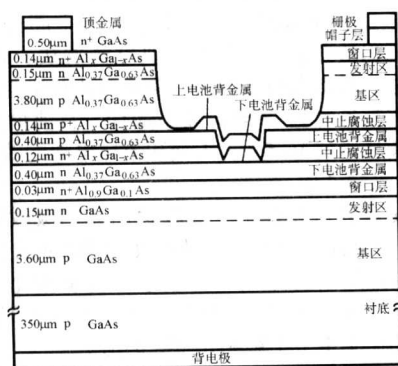 顶金属
栅极
0.50μm n⁺ GaAs
帽子层
0.14μm n⁺ AlₓGa₁₋ₓAs
窗口层
0.15μm n Al₀.₃₇Ga₀.₆₃As
发射区
3.80μm p Al₀.₃₇Ga₀.₆₃As
基区
上电池背金属
下电池背金属
0.14μm p⁺ AlₓGa₁₋ₓAs
中止腐蚀层
0.40μm p Al₀.₃₇Ga₀.₆₃As
上电池背金属
0.12μm n⁺ AlₓGa₁₋ₓAs
中止腐蚀层
0.40μm n Al₀.₃₇Ga₀.₆₃As
下电池背金属
0.03μm n⁺ Al₀.₉Ga₀.₁As
窗口层
0.15μm n GaAs
发射区
3.60μm p GaAs
基区
350μm p GaAs
衬底
背电极